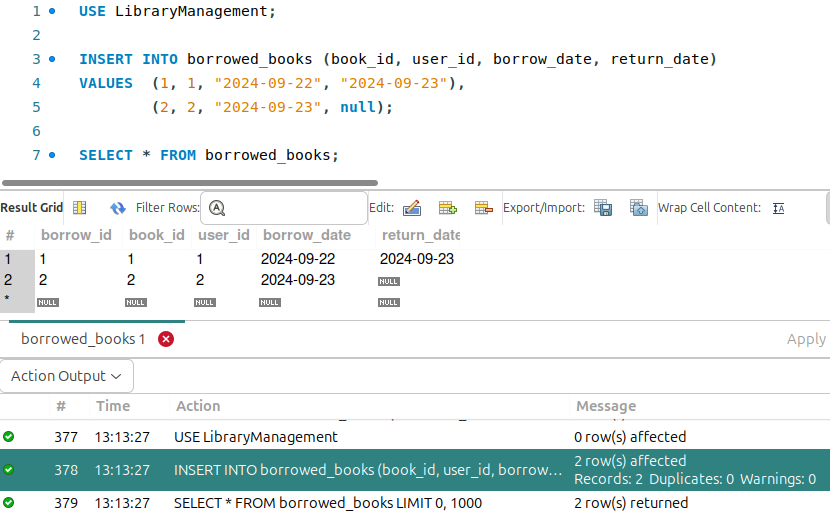 1 USE LibraryManagement;
2
3 INSERT INTO borrowed_books (book_id, user_id, borrow_date, return_date)
4 VALUES (1, 1, "2024-09-22", "2024-09-23"),
5 (2, 2, "2024-09-23", null);
6
7 SELECT * FROM borrowed_books;
Result Grid Filter Rows: Edit: Export/Import: Wrap Cell Content: IA
# borrow_id book_id user_id borrow_date return_date
1 1 1 1 2024-09-22 2024-09-23
2 2 2 2 2024-09-23 NULL
* NULL NULL NULL NULL NULL
borrowed_books 1 Apply
Action Output
# Time Action Message
377 13:13:27 USE LibraryManagement 0 row(s) affected
378 13:13:27 INSERT INTO borrowed_books (book_id, user_id, borrow... 2 row(s) affected
Records: 2 Duplicates: 0 Warnings: 0
379 13:13:27 SELECT * FROM borrowed_books LIMIT 0, 1000 2 row(s) returned